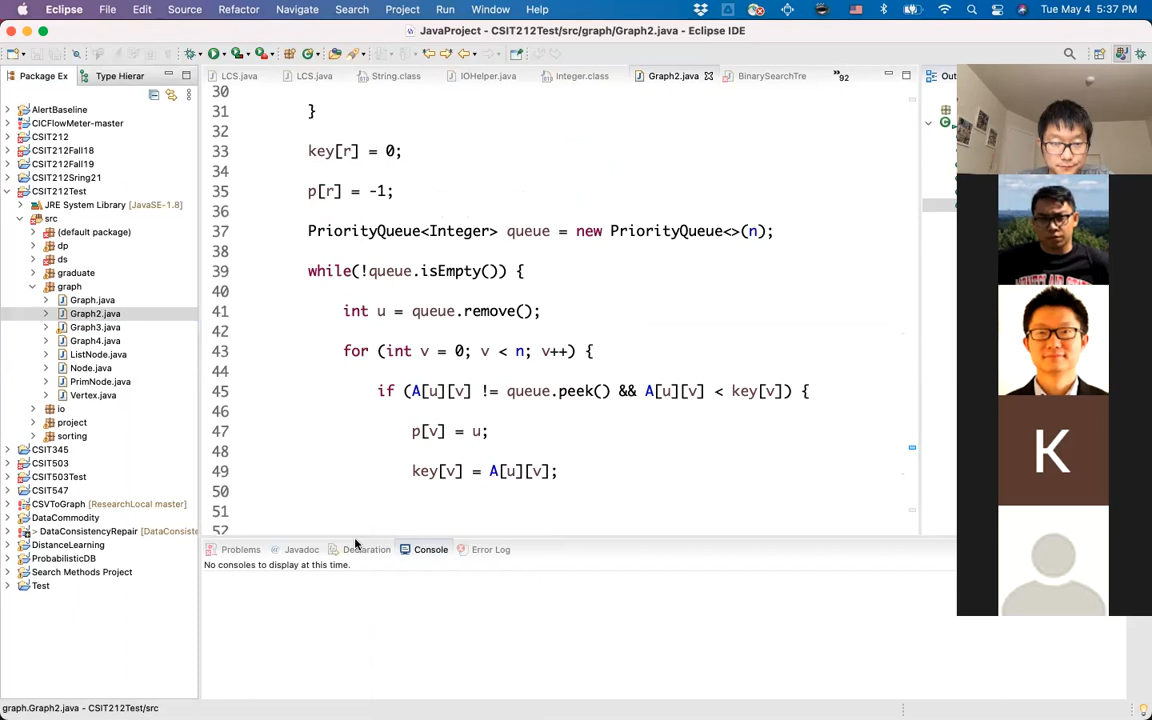 Eclipse File Edit Source Refactor Navigate Search Project Run Window Help Tue May 4 5:37 PM
JavaProject - CSIT212Test/src/graph/Graph2.java - Eclipse IDE
Package Ex Type Hierar LCS.java LCS.java String.class IOHelper.java Integer.class Graph2.java BinarySearchTre 92 Out
AlertBaseline
CICFlowMeter-master
CSIT212
CSIT212Fall18
CSIT212Fall19
CSIT212Sring21
CSIT212Test
JRE System Library [JavaSE-1.8]
src
(default package)
dp
ds
graduate
graph
Graph.java
Graph2.java
Graph3.java
Graph4.java
ListNode.java
Node.java
PrimNode.java
Vertex.java
io
project
sorting
CSIT345
CSIT503
CSIT503Test
CSIT547
CSVToGraph [ResearchLocal master]
DataCommodity
> DataConsistencyRepair [DataConsiste
DistanceLearning
ProbabilisticDB
Search Methods Project
Test
30
31 }
32
33 key[r] = 0;
34
35 p[r] = -1;
36
37 PriorityQueue<Integer> queue = new PriorityQueue<>(n);
38
39 while(!queue.isEmpty()) {
40
41 int u = queue.remove();
42
43 for (int v = 0; v < n; v++) {
44
45 if (A[u][v] != queue.peek() && A[u][v] < key[v]) {
46
47 p[v] = u;
48
49 key[v] = A[u][v];
50
51
52
Problems Javadoc Declaration Console Error Log
No consoles to display at this time.
K
graph.Graph2.java - CSIT212Test/src